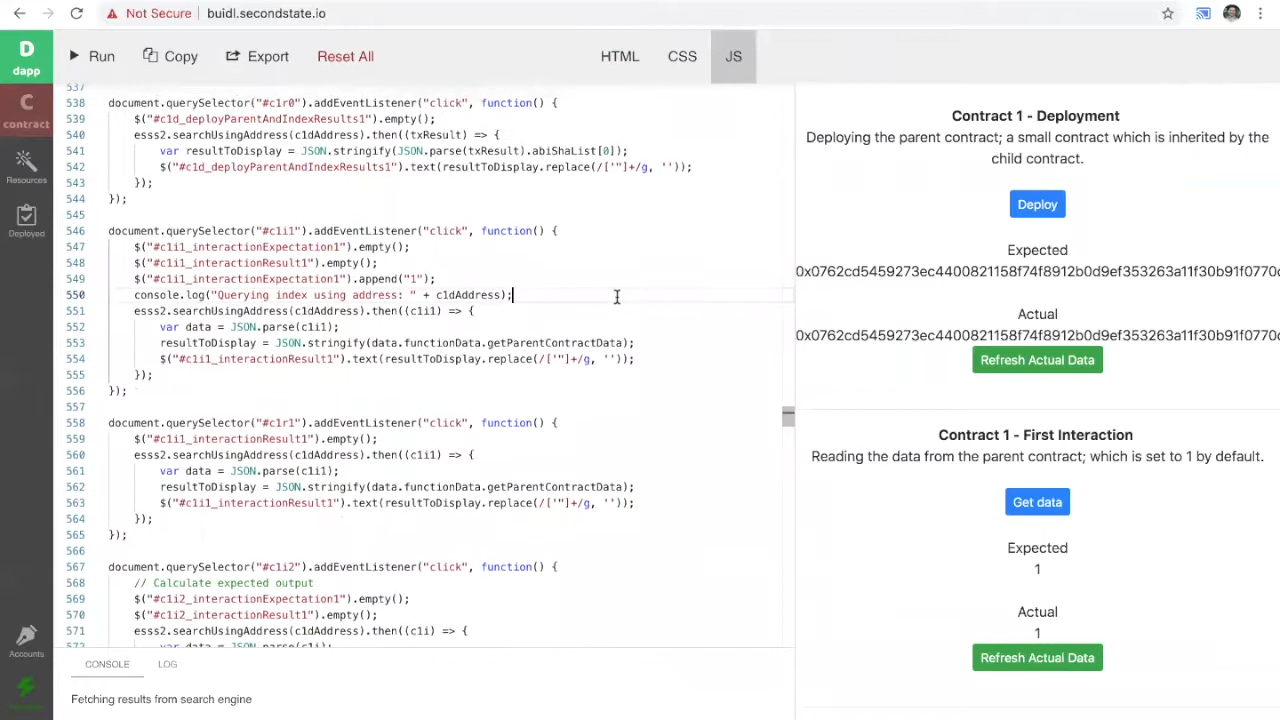 Not Secure | buidl.secondstate.io
D
dapp
C
contract
Resources
Deployed
Accounts
Run Copy Export Reset All HTML CSS JS
537
538 document.querySelector("#c1r0").addEventListener("click", function() {
539 $("#c1d_deployParentAndIndexResults1").empty();
540 esss2.searchUsingAddress(c1dAddress).then((txResult) => {
541 var resultToDisplay = JSON.stringify(JSON.parse(txResult).abiShaList[0]);
542 $("#c1d_deployParentAndIndexResults1").text(resultToDisplay.replace(/['"]+/g, ''));
543 });
544 });
545
546 document.querySelector("#c1i1").addEventListener("click", function() {
547 $("#c1i1_interactionExpectation1").empty();
548 $("#c1i1_interactionResult1").empty();
549 $("#c1i1_interactionExpectation1").append("1");
550 console.log("Querying index using address: " + c1dAddress);
551 esss2.searchUsingAddress(c1dAddress).then((c1i1) => {
552 var data = JSON.parse(c1i1);
553 resultToDisplay = JSON.stringify(data.functionData.getParentContractData);
554 $("#c1i1_interactionResult1").text(resultToDisplay.replace(/['"]+/g, ''));
555 });
556 });
557
558 document.querySelector("#c1r1").addEventListener("click", function() {
559 $("#c1i1_interactionResult1").empty();
560 esss2.searchUsingAddress(c1dAddress).then((c1i1) => {
561 var data = JSON.parse(c1i1);
562 resultToDisplay = JSON.stringify(data.functionData.getParentContractData);
563 $("#c1i1_interactionResult1").text(resultToDisplay.replace(/['"]+/g, ''));
564 });
565 });
566
567 document.querySelector("#c1i2").addEventListener("click", function() {
568 // Calculate expected output
569 $("#c1i2_interactionExpectation1").empty();
570 $("#c1i2_interactionResult1").empty();
571 esss2.searchUsingAddress(c1dAddress).then((c1i) => {
572 var data = JSON.parse(c1i);
CONSOLE LOG
Fetching results from search engine
Contract 1 - Deployment
Deploying the parent contract; a small contract which is inherited by the
child contract.
Deploy
Expected
0x0762cd5459273ec4400821158f74f8912b0d9ef353263a11f30b91f0770
Actual
0x0762cd5459273ec4400821158f74f8912b0d9ef353263a11f30b91f0770
Refresh Actual Data
Contract 1 - First Interaction
Reading the data from the parent contract; which is set to 1 by default.
Get data
Expected
1
Actual
1
Refresh Actual Data